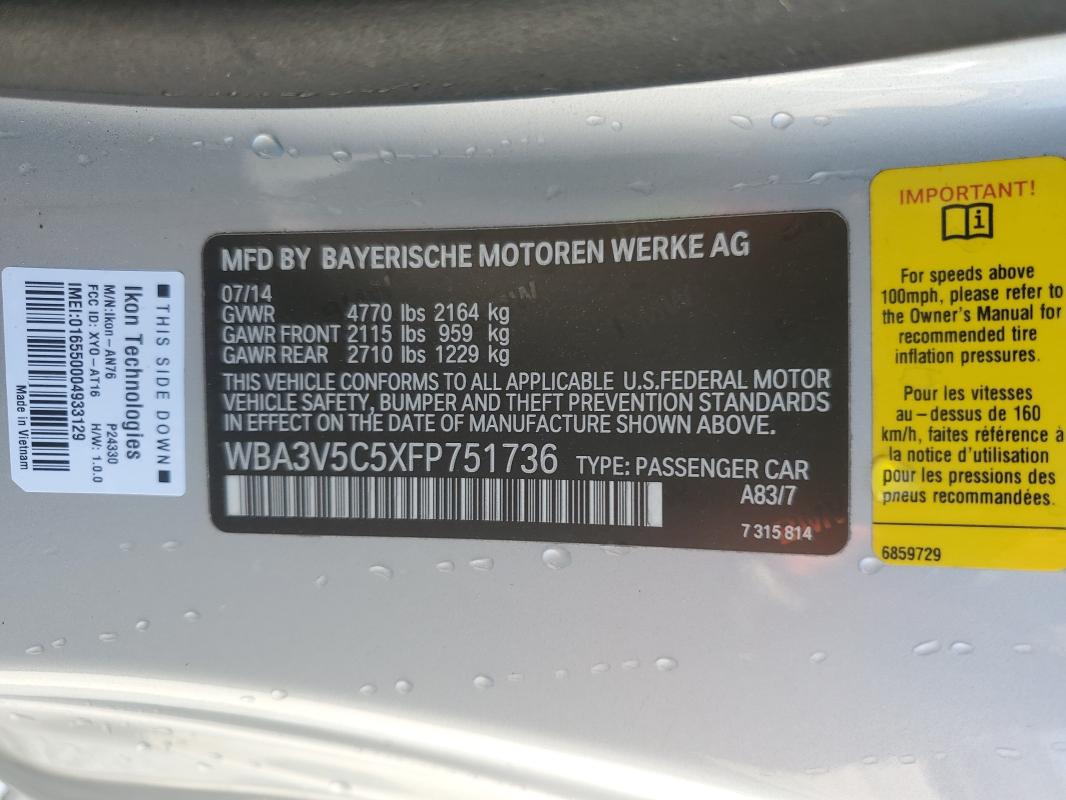 THIS SIDE DOWN
Ikon Technologies
M/N:Ikon-AN76 P24330
FCC ID: XYO-AT16 H/W: 1.0.0
IMEI:016550004933129
Made in Vietnam
MFD BY BAYERISCHE MOTOREN WERKE AG
07/14
GVWR 4770 lbs 2164 kg
GAWR FRONT 2115 lbs 959 kg
GAWR REAR 2710 lbs 1229 kg
THIS VEHICLE CONFORMS TO ALL APPLICABLE U.S.FEDERAL MOTOR
VEHICLE SAFETY, BUMPER AND THEFT PREVENTION STANDARDS
IN EFFECT ON THE DATE OF MANUFACTURE SHOWN ABOVE.
WBA3V5C5XFP751736 TYPE: PASSENGER CAR
A83/7
7 315 814
IMPORTANT!
i
For speeds above
100mph, please refer to
the Owner's Manual for
recommended tire
inflation pressures.
Pour les vitesses
au-dessus de 160
km/h, faites référence à
la notice d'utilisation
pour les pressions des
pneus recommandées.
6859729